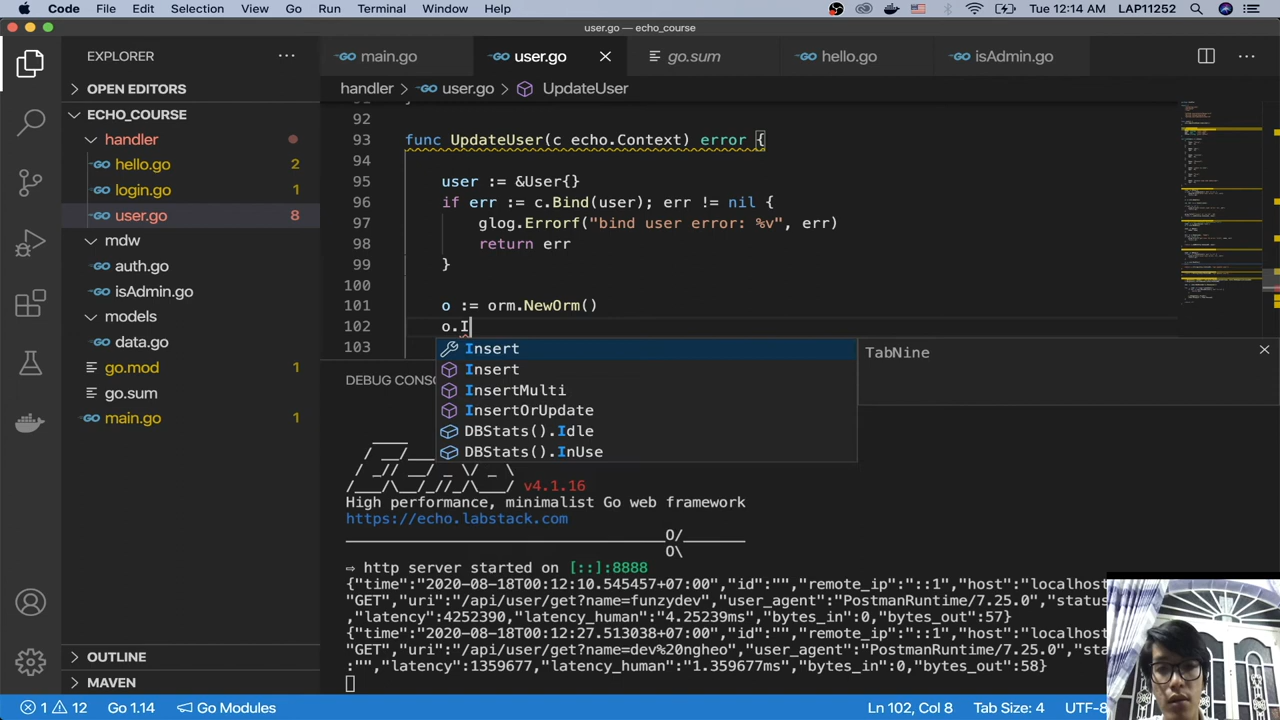 Code File Edit Selection View Go Run Terminal Window Help Tue 12:14 AM LAP11252
user.go — echo_course
EXPLORER
main.go user.go go.sum hello.go isAdmin.go
OPEN EDITORS
handler > user.go > UpdateUser
ECHO_COURSE
handler
hello.go 2
login.go 1
user.go 8
mdw
auth.go
isAdmin.go
models
data.go
go.mod 1
go.sum
main.go 1
OUTLINE
MAVEN
92
93 func UpdateUser(c echo.Context) error {
94
95 user := &User{}
96 if err := c.Bind(user); err != nil {
97 glog.Errorf("bind user error: %v", err)
98 return err
99 }
100
101 o := orm.NewOrm()
102 o.I
103
Insert
Insert
InsertMulti
InsertOrUpdate
DBStats().Idle
DBStats().InUse
TabNine
DEBUG CONS
v4.1.16
High performance, minimalist Go web framework
https://echo.labstack.com
____________________________________O/_______
O\
⇨ http server started on [::]:8888
{"time":"2020-08-18T00:12:10.545457+07:00","id":"","remote_ip":"::1","host":"localhos
"GET","uri":"/api/user/get?name=funzydev","user_agent":"PostmanRuntime/7.25.0","status
,"latency":4252390,"latency_human":"4.25239ms","bytes_in":0,"bytes_out":57}
{"time":"2020-08-18T00:12:27.513038+07:00","id":"","remote_ip":"::1","host":"localhos
"GET","uri":"/api/user/get?name=dev%20ngheo","user_agent":"PostmanRuntime/7.25.0","sta
:"","latency":1359677,"latency_human":"1.359677ms","bytes_in":0,"bytes_out":58}
1 12 Go 1.14 Go Modules Ln 102, Col 8 Tab Size: 4 UTF-8